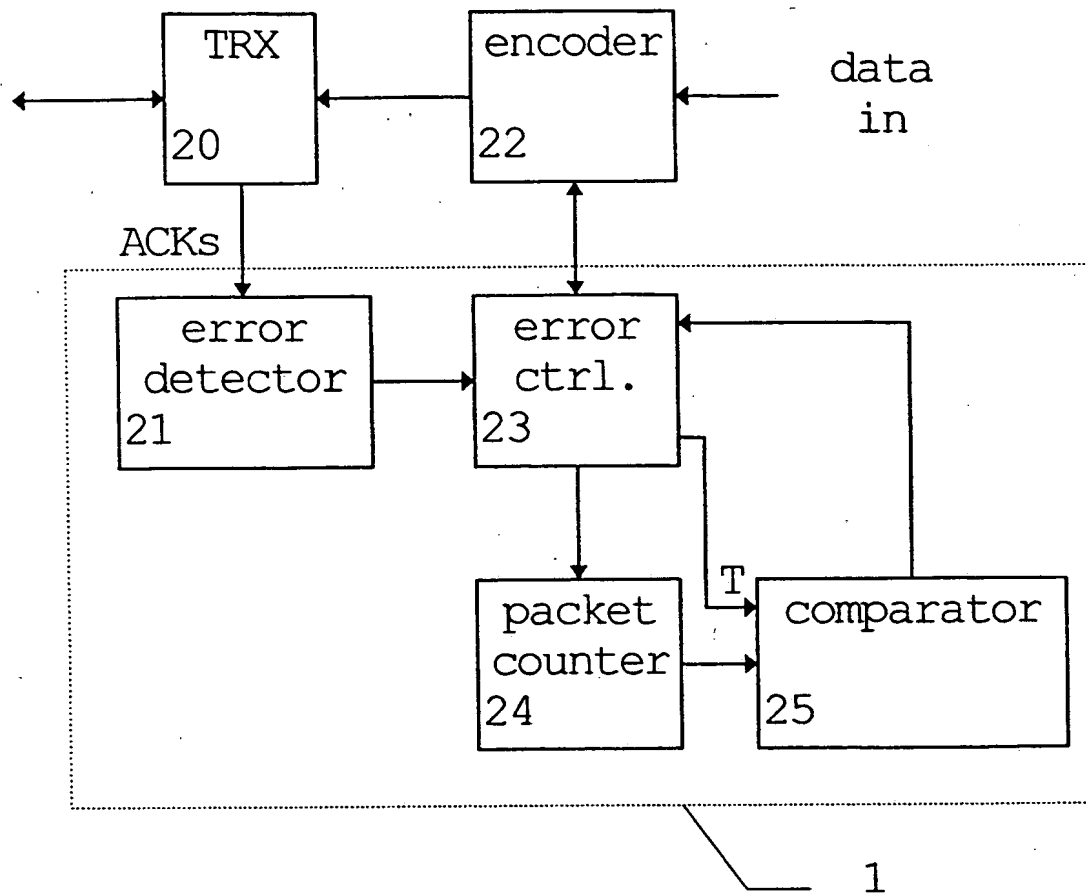 TRX
20
encoder
22
data
in
ACKs
error
detector
21
error
ctrl.
23
T
packet
counter
24
comparator
25
1